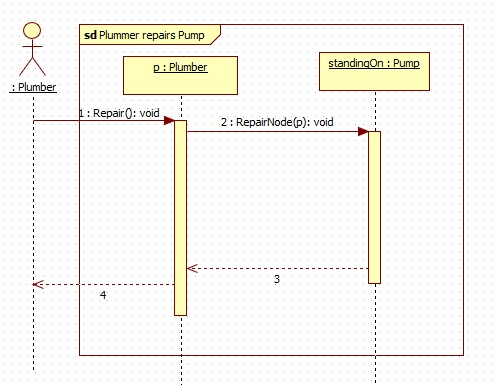 sd Plummer repairs Pump
: Plumber
p : Plumber
standingOn : Pump
1 : Repair(): void
2 : RepairNode(p): void
3
4